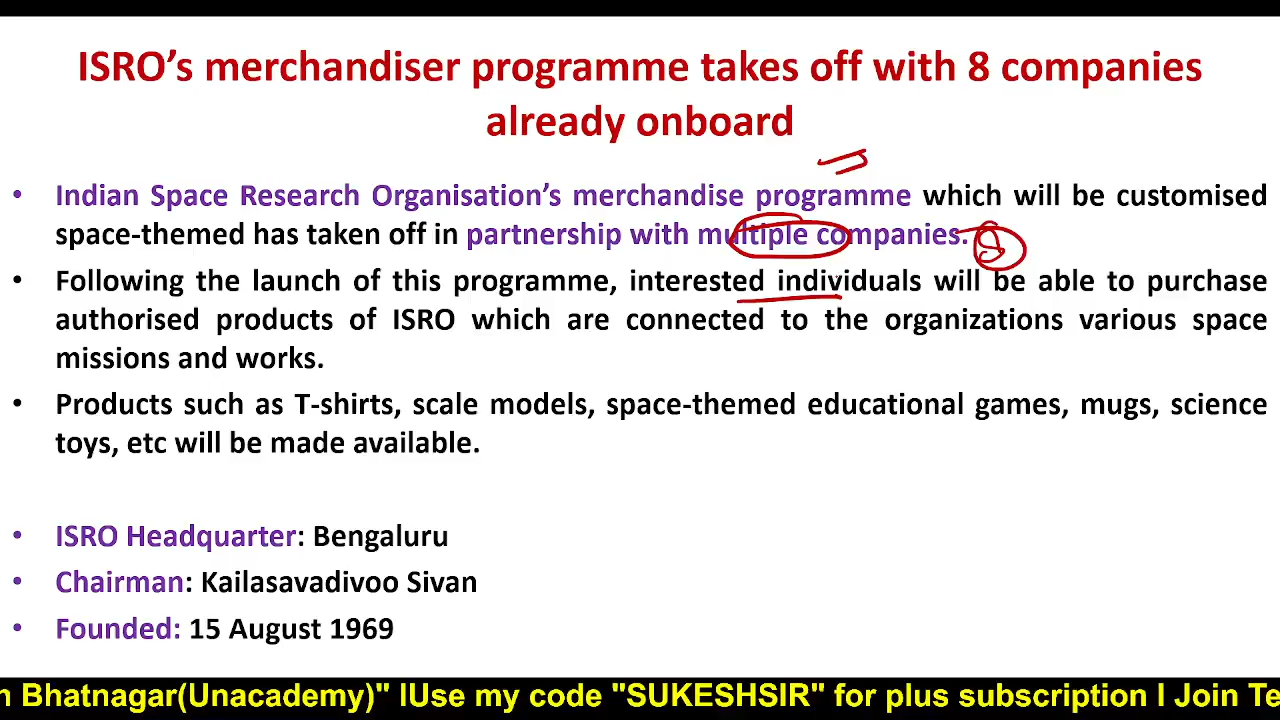 ISRO’s merchandiser programme takes off with 8 companies
already onboard
• Indian Space Research Organisation’s merchandise programme which will be customised
space-themed has taken off in partnership with multiple companies.
8
• Following the launch of this programme, interested individuals will be able to purchase
authorised products of ISRO which are connected to the organizations various space
missions and works.
• Products such as T-shirts, scale models, space-themed educational games, mugs, science
toys, etc will be made available.
• ISRO Headquarter: Bengaluru
• Chairman: Kailasavadivoo Sivan
• Founded: 15 August 1969
n Bhatnagar(Unacademy)" lUse my code "SUKESHSIR" for plus subscription I Join Te